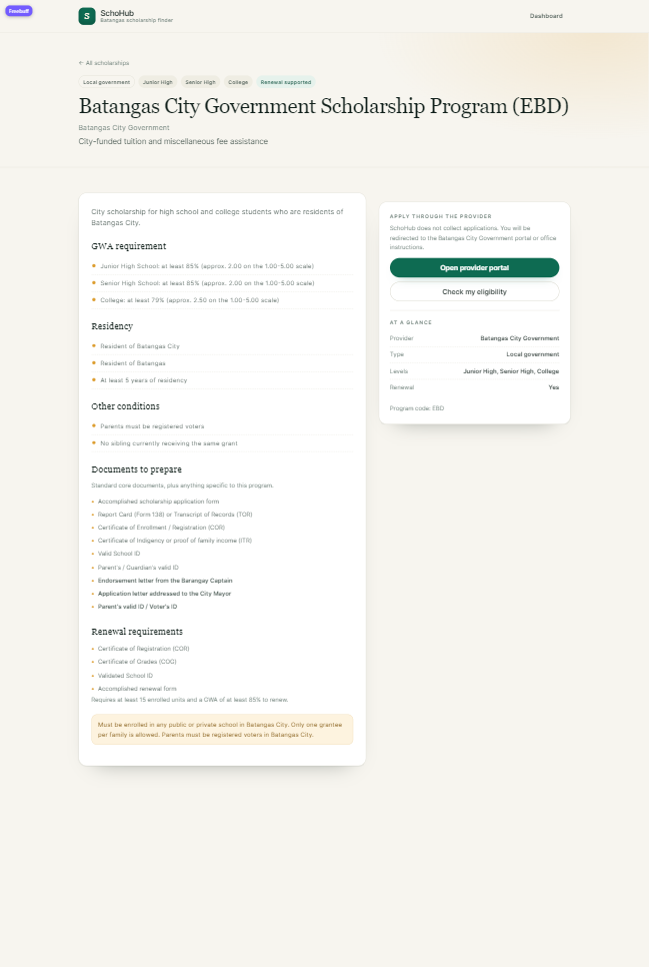 S
SchoHub
Batangas scholarship finder
Dashboard
← All scholarships
Local government
Junior High
Senior High
College
Renewal supported
Batangas City Government Scholarship Program (EBD)
Batangas City Government
City-funded tuition and miscellaneous fee assistance
City scholarship for high school and college students who are residents of
Batangas City.
GWA requirement
Junior High School: at least 85% (approx. 2.00 on the 1.00–5.00 scale)
Senior High School: at least 85% (approx. 2.00 on the 1.00–5.00 scale)
College: at least 79% (approx. 2.50 on the 1.00–5.00 scale)
Residency
Resident of Batangas City
Resident of Batangas
At least 5 years of residency
Other conditions
Parents must be registered voters
No sibling currently receiving the same grant
Documents to prepare
Standard core documents, plus anything specific to this program.
Accomplished scholarship application form
Report Card (Form 138) or Transcript of Records (TOR)
Certificate of Enrollment / Registration (COR)
Certificate of Indigency or proof of family income (ITR)
Valid School ID
Parent's / Guardian's valid ID
Endorsement letter from the Barangay Captain
Application letter addressed to the City Mayor
Parent's valid ID / Voter's ID
Renewal requirements
Certificate of Registration (COR)
Certificate of Grades (COG)
Validated School ID
Accomplished renewal form
Requires at least 15 enrolled units and a GWA of at least 85% to renew.
Must be enrolled in any public or private school in Batangas City. Only one grantee
per family is allowed. Parents must be registered voters in Batangas City.
APPLY THROUGH THE PROVIDER
SchoHub does not collect applications. You will be
redirected to the Batangas City Government portal or office
instructions.
Open provider portal
Check my eligibility
AT A GLANCE
Provider
Batangas City Government
Type
Local government
Levels
Junior High, Senior High, College
Renewal
Yes
Program code: EBD